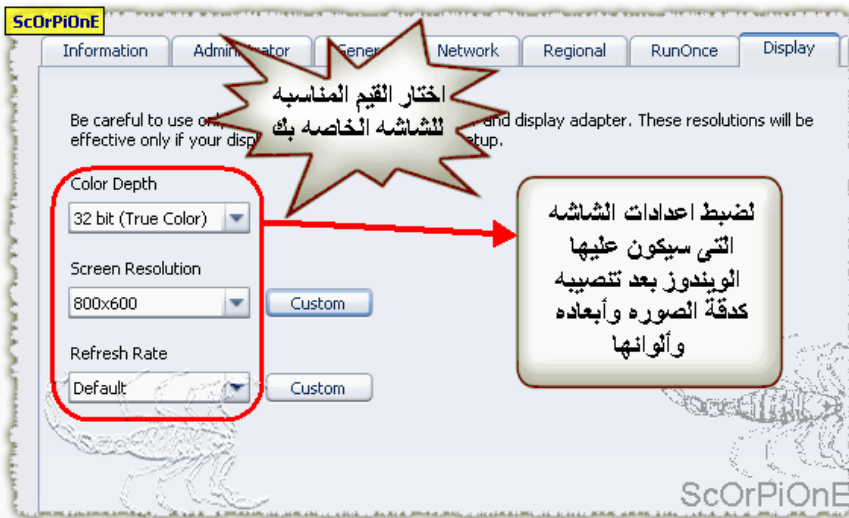 ScOrPiOnE
Information Network Regional RunOnce Display
اختار القيم المناسبه
للشاشه الخاصه بك
Be careful to use and display adapter. These resolutions will be
effective only if your
Color Depth
32 bit (True Color)
Screen Resolution
800x600 Custom
Refresh Rate
Default Custom
لضبط اعدادات الشاشه
التى سيكون عليها
الويندوز بعد تنصيبه
كدقة الصوره وأبعاده
وألوانها
ScOrPiOnE